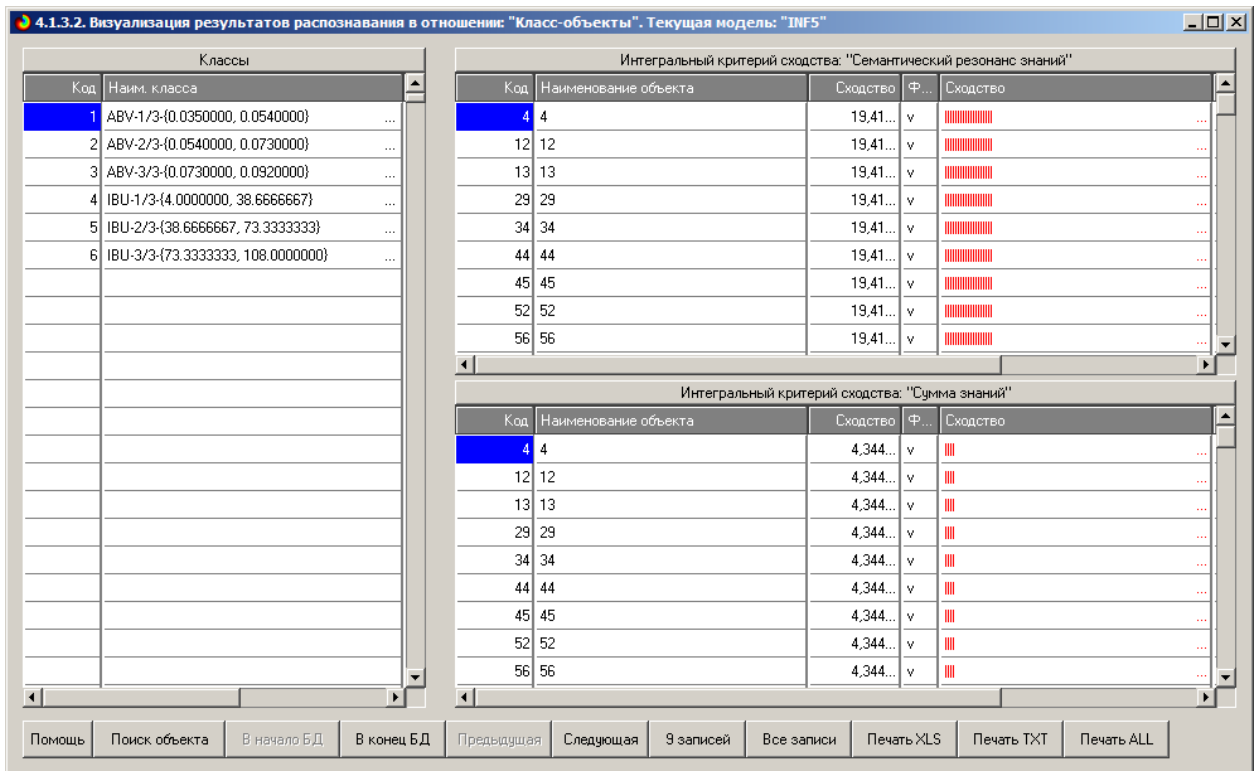 4.1.3.2. Визуализация результатов распознавания в отношении: "Класс-объекты". Текущая модель: "INF5"
Классы
Код Наим. класса
1 ABV-1/3-{0.0350000, 0.0540000} ...
2 ABV-2/3-{0.0540000, 0.0730000} ...
3 ABV-3/3-{0.0730000, 0.0920000} ...
4 IBU-1/3-{4.0000000, 38.6666667} ...
5 IBU-2/3-{38.6666667, 73.3333333} ...
6 IBU-3/3-{73.3333333, 108.0000000} ...
Интегральный критерий сходства: "Семантический резонанс знаний"
Код Наименование объекта Сходство Ф... Сходство
4 4 19,41... v ...
12 12 19,41... v ...
13 13 19,41... v ...
29 29 19,41... v ...
34 34 19,41... v ...
44 44 19,41... v ...
45 45 19,41... v ...
52 52 19,41... v ...
56 56 19,41... v ...
Интегральный критерий сходства: "Сумма знаний"
Код Наименование объекта Сходство Ф... Сходство
4 4 4,344... v ...
12 12 4,344... v ...
13 13 4,344... v ...
29 29 4,344... v ...
34 34 4,344... v ...
44 44 4,344... v ...
45 45 4,344... v ...
52 52 4,344... v ...
56 56 4,344... v ...
Помощь Поиск объекта В начало БД В конец БД Предыдущая Следующая 9 записей Все записи Печать XLS Печать TXT Печать ALL